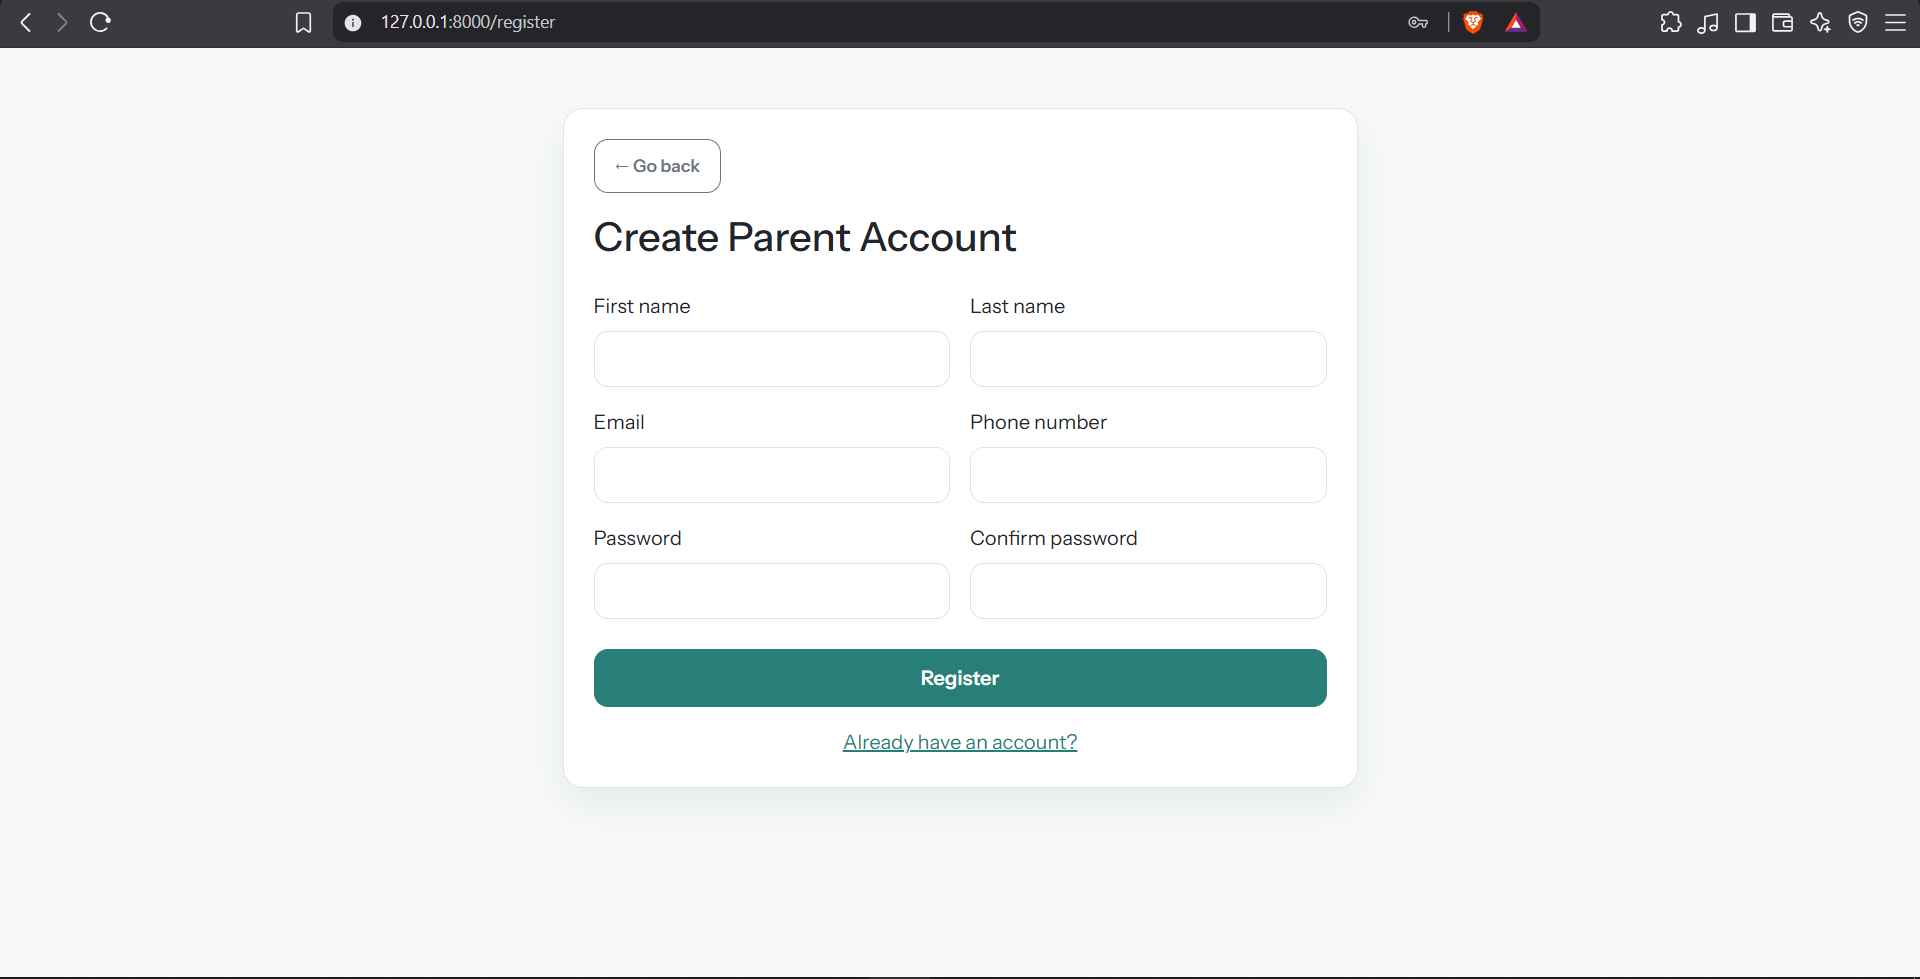 127.0.0.1:8000/register
← Go back
Create Parent Account
First name
Last name
Email
Phone number
Password
Confirm password
Register
Already have an account?